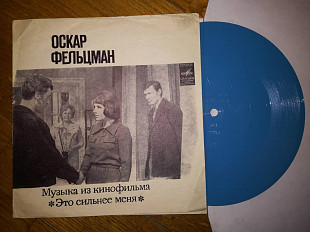 ОСКАР
ФЕЛЬЦМАН
Музыка из кинофильма
*Это сильнее меня*